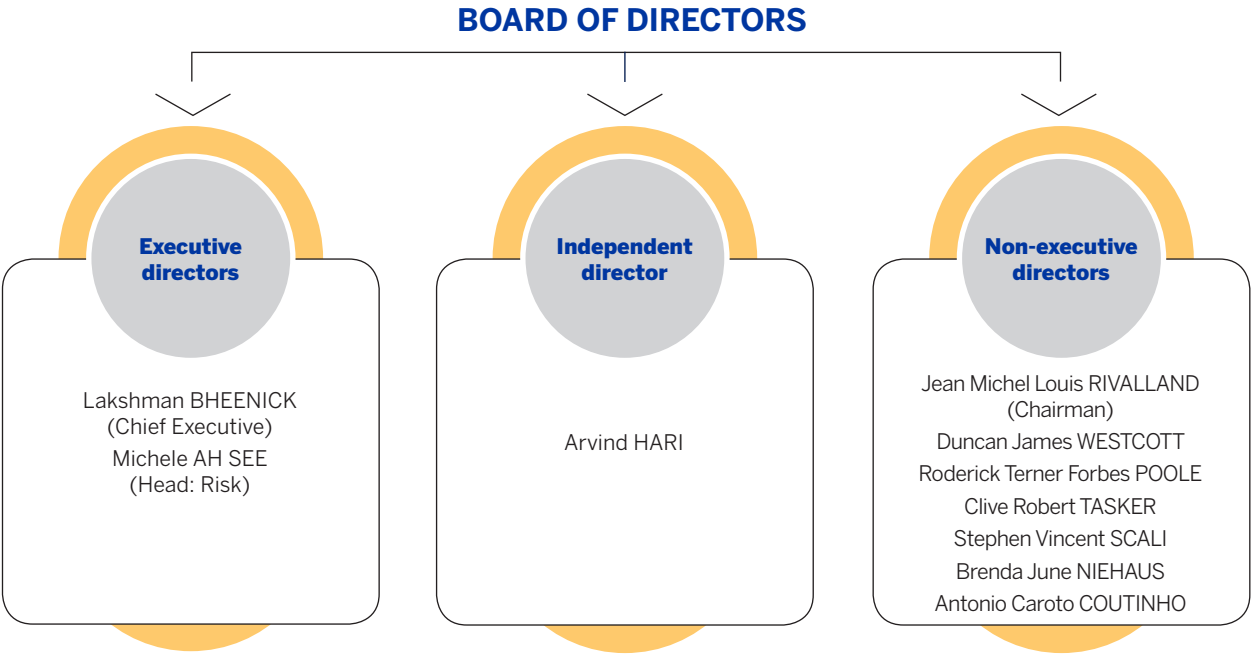 BOARD OF DIRECTORS
Executive
directors
Lakshman BHEENICK
(Chief Executive)
Michele AH SEE
(Head: Risk)
Independent
director
Arvind HARI
Non-executive
directors
Jean Michel Louis RIVALLAND
(Chairman)
Duncan James WESTCOTT
Roderick Terner Forbes POOLE
Clive Robert TASKER
Stephen Vincent SCALI
Brenda June NIEHAUS
Antonio Caroto COUTINHO